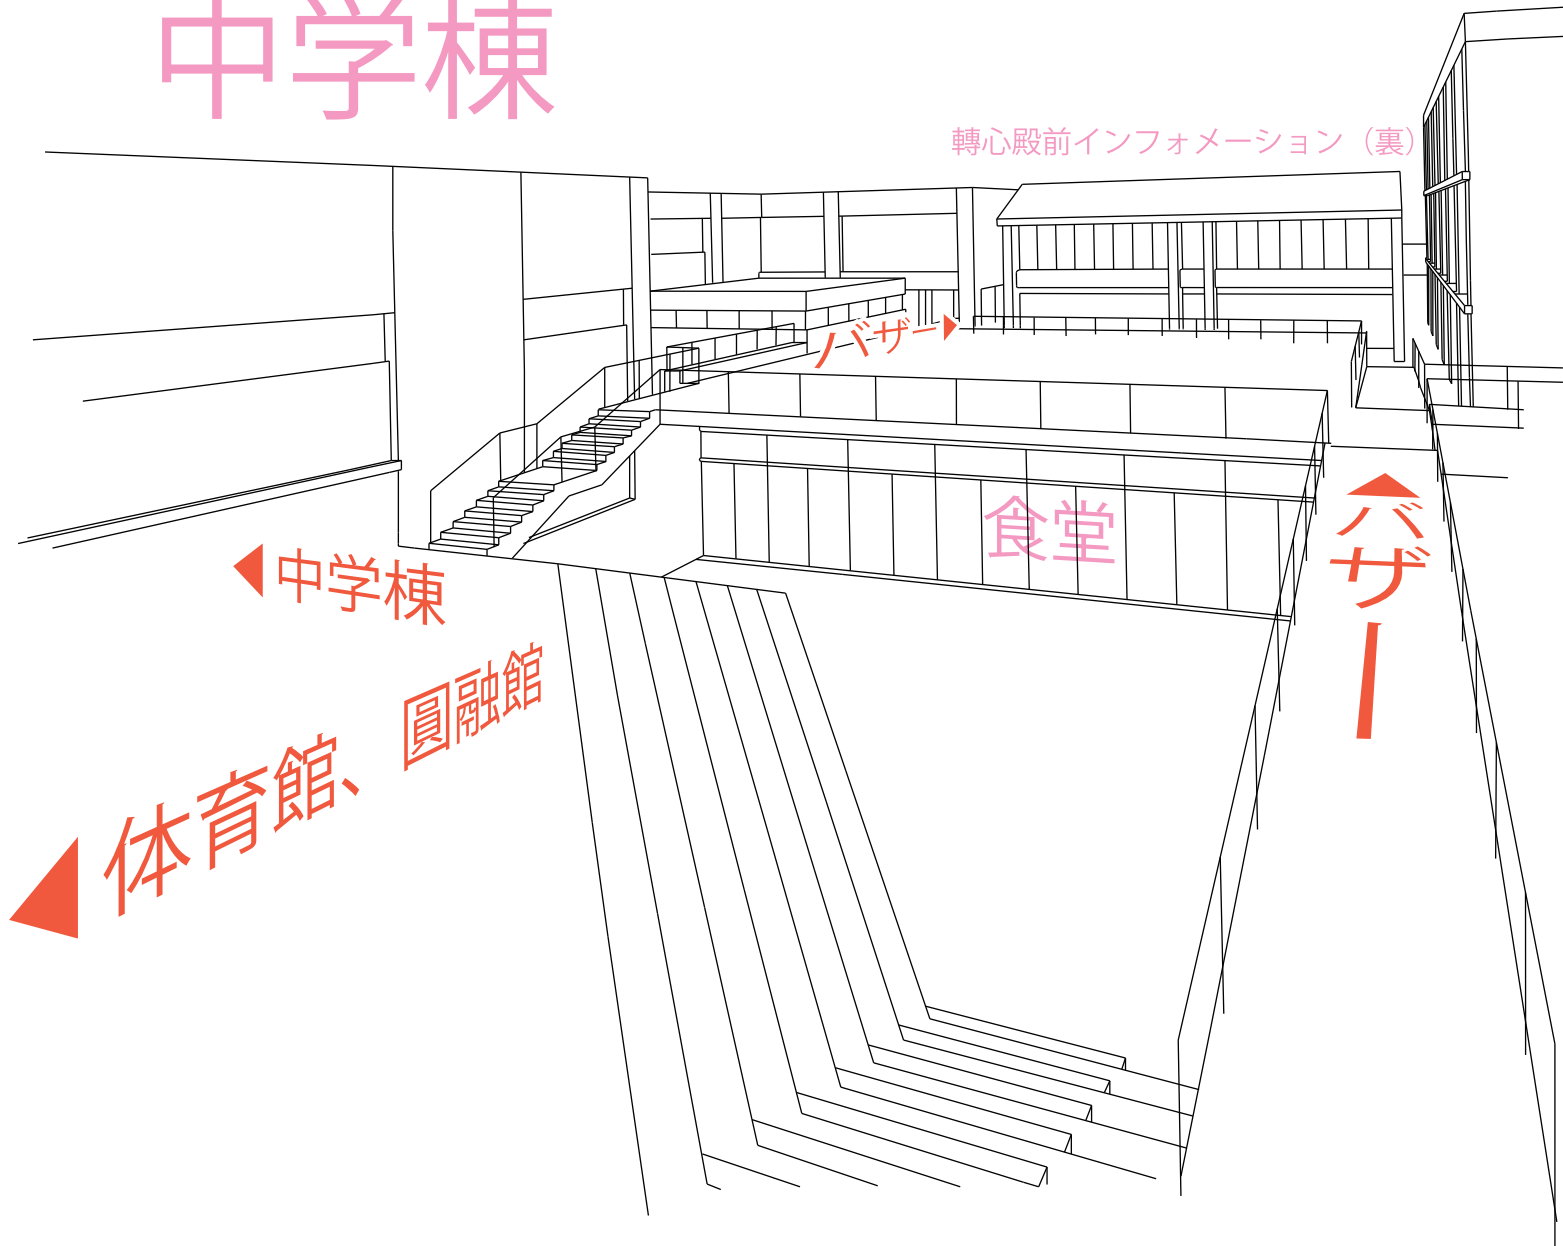 中学棟
轉心殿前インフォメーション（裏）
バザー
食堂
バザー
中学棟
体育館、圓融館